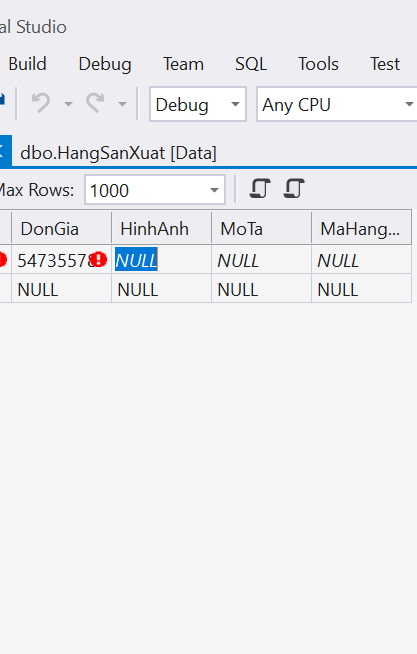 al Studio
Build Debug Team SQL Tools Test
Debug Any CPU
dbo.HangSanXuat [Data]
Max Rows: 1000
DonGia HinhAnh MoTa MaHang...
5473557 NULL NULL NULL
NULL NULL NULL NULL